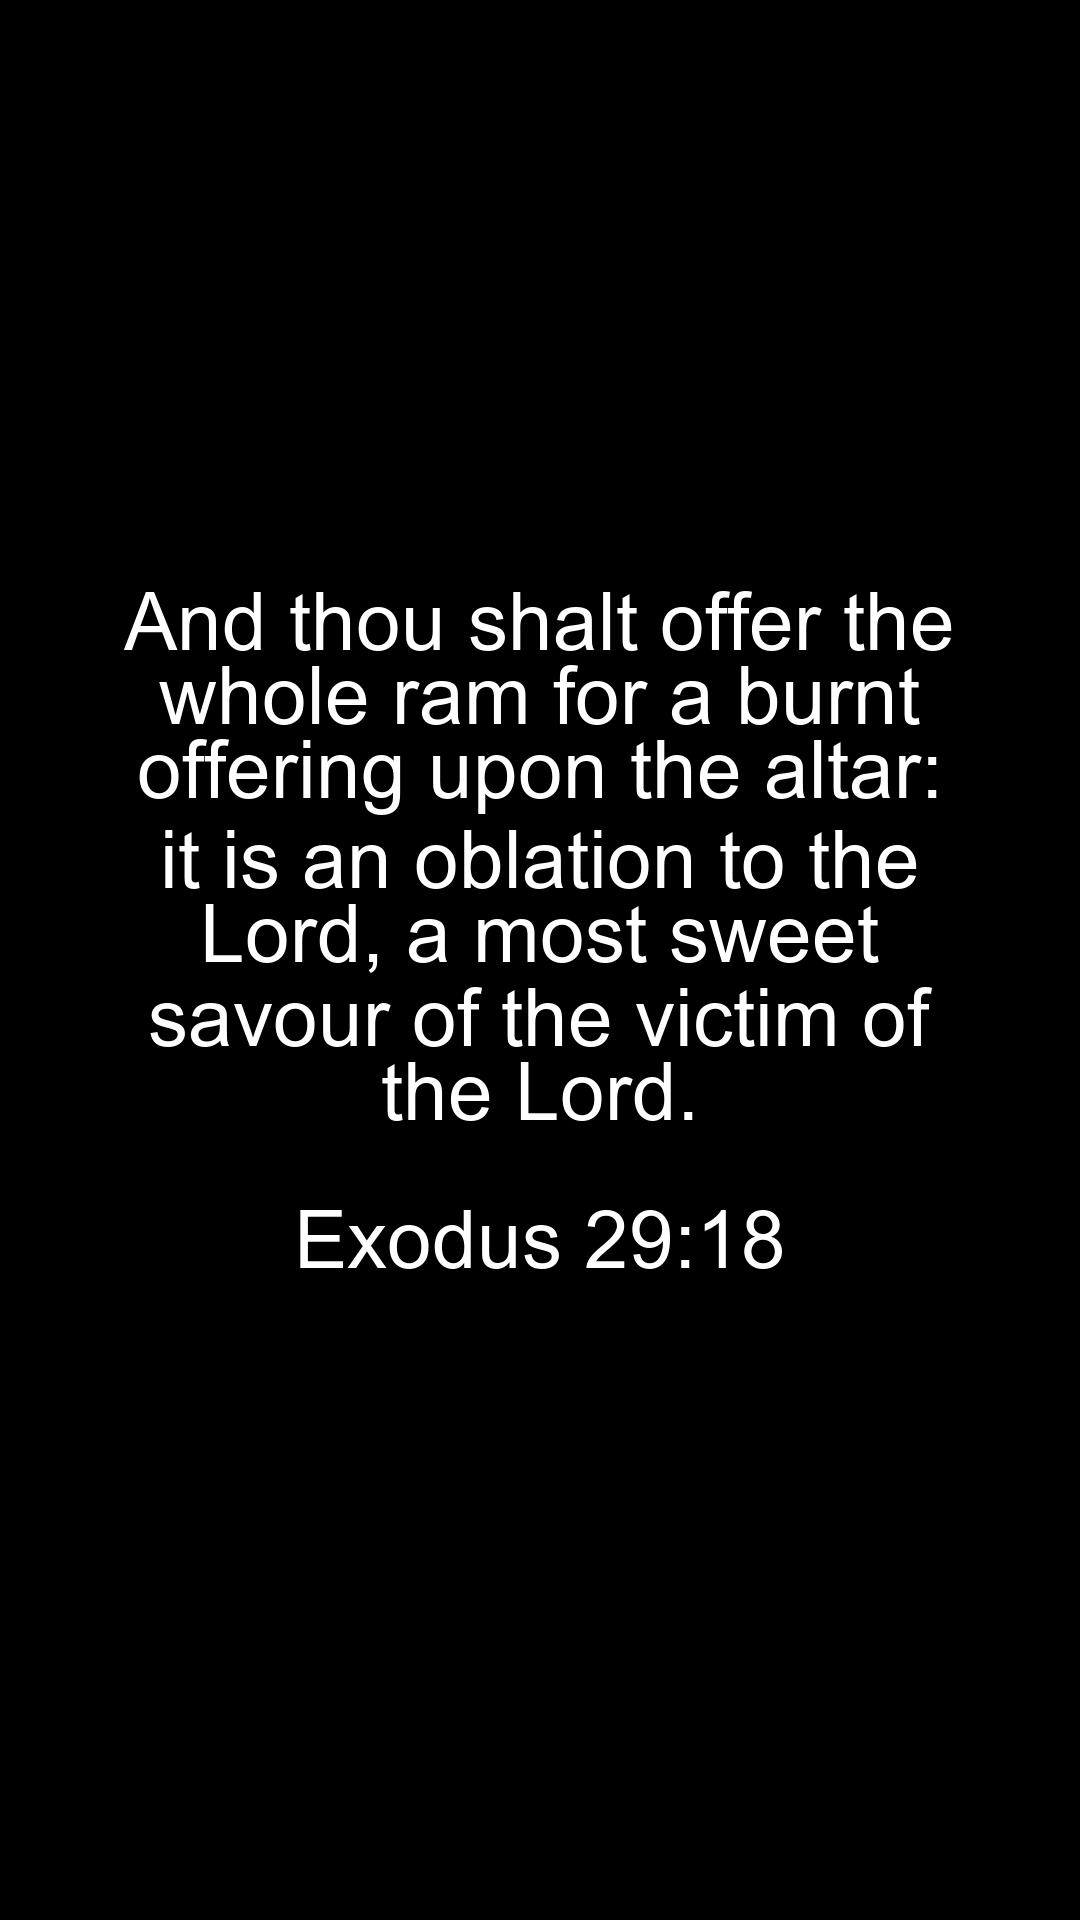 And thou shalt offer the
whole ram for a burnt
offering upon the altar:
it is an oblation to the
Lord, a most sweet
savour of the victim of
the Lord.
Exodus 29:18